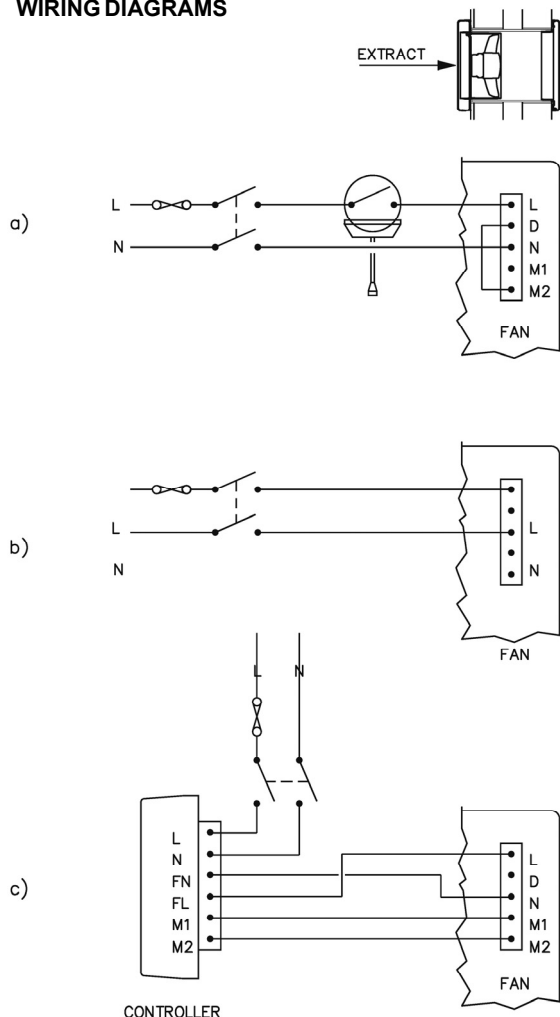 WIRING DIAGRAMS
EXTRACT
a)
L
N
L
D
N
M1
M2
FAN
b)
L
N
L
N
FAN
c)
L N
L
N
FN
FL
M1
M2
CONTROLLER
L
D
N
M1
M2
FAN